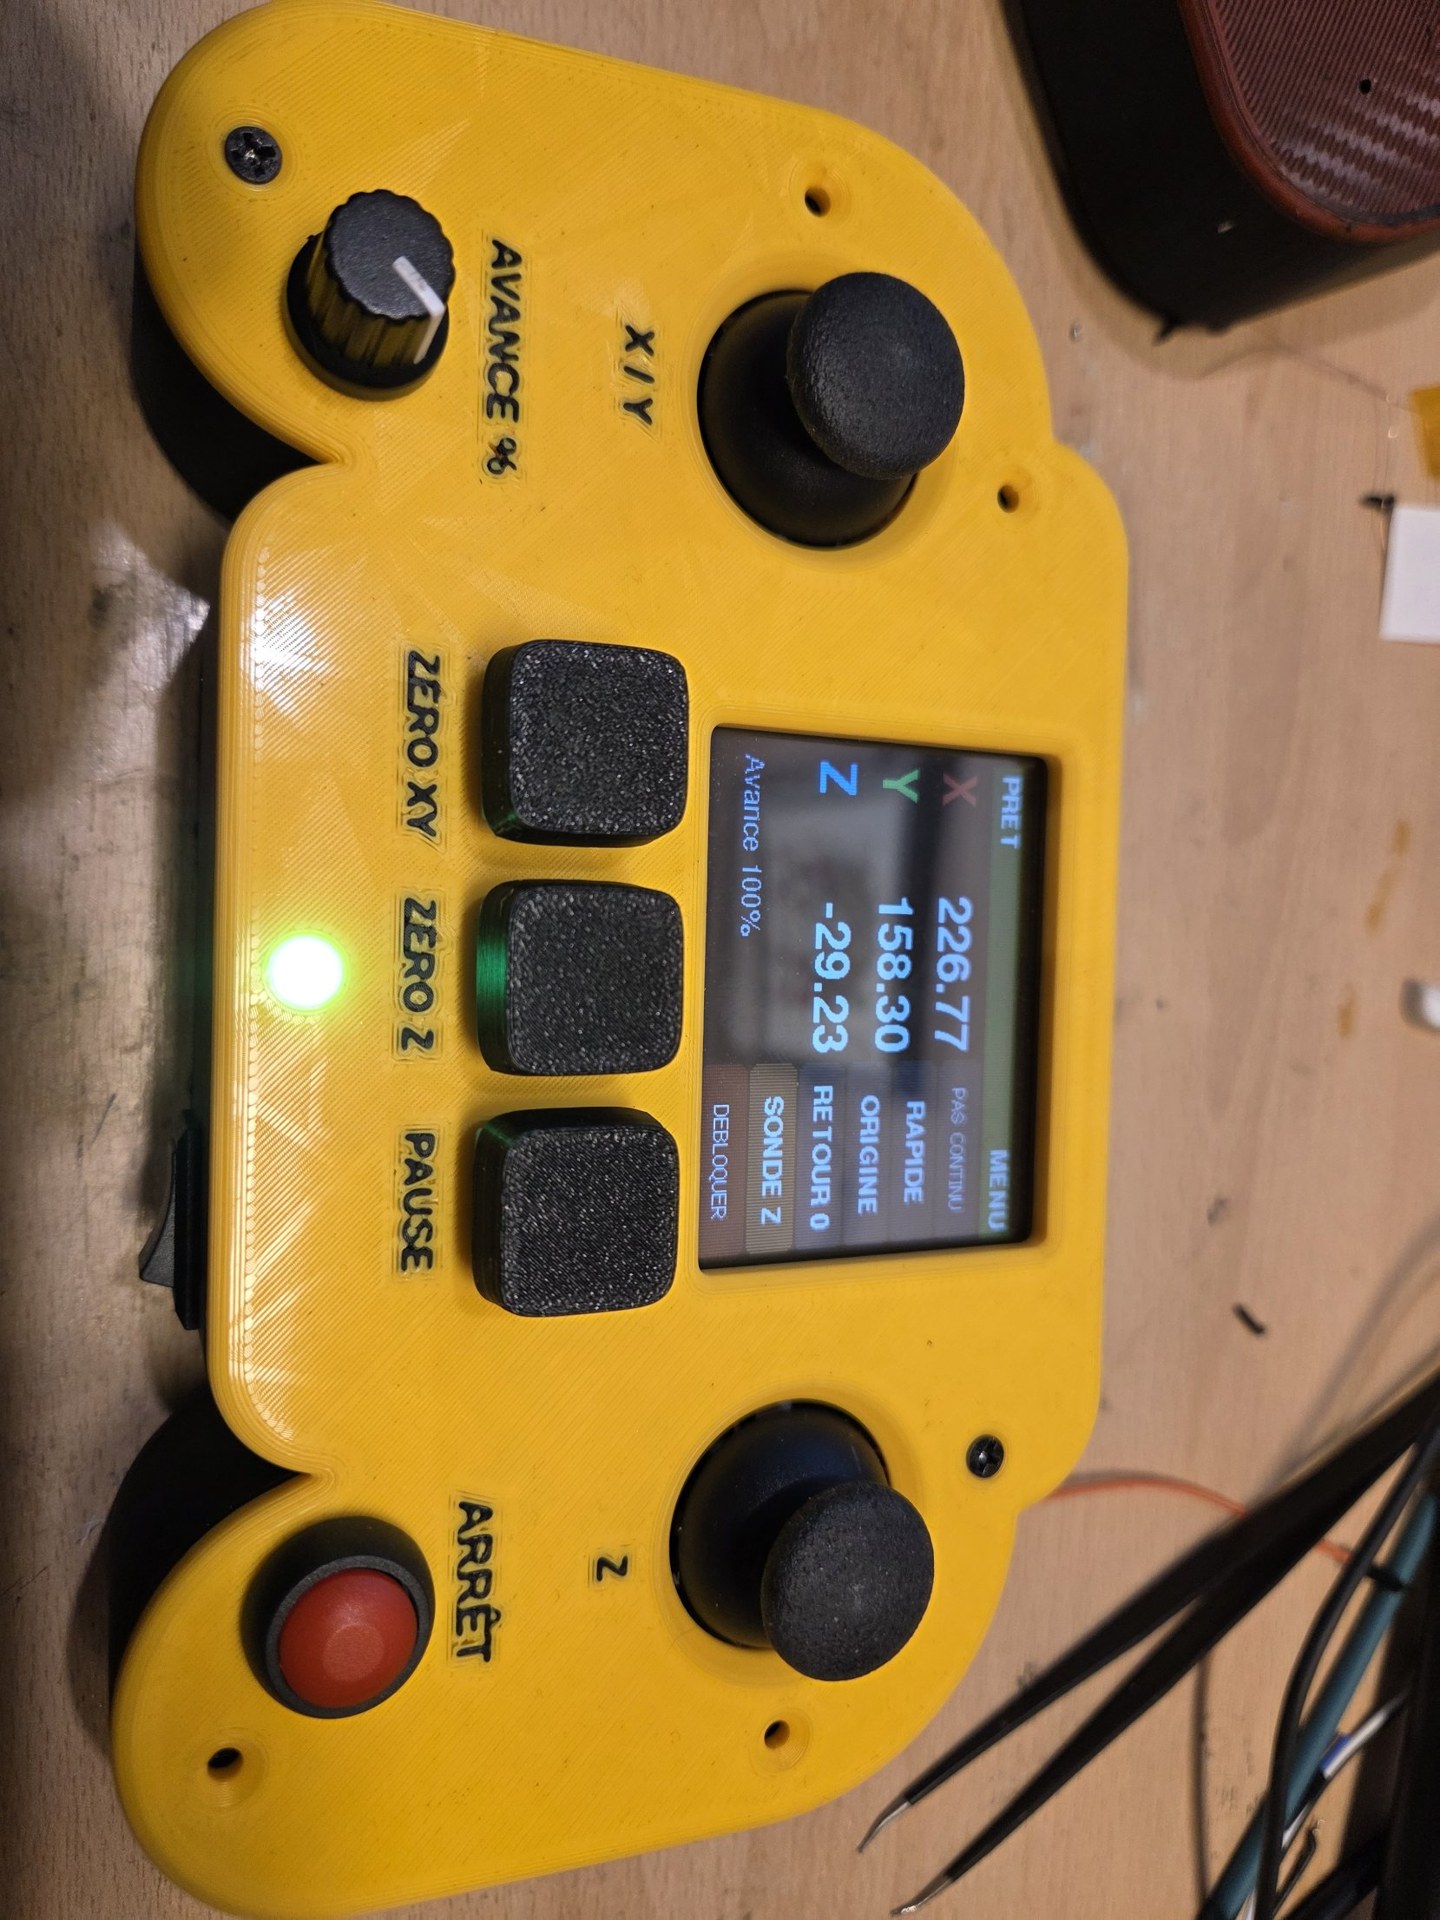 PRET
MENU
X 226.77
Y 158.30
Z -29.23
Avance 100%
PAS CONTINU
RAPIDE
ORIGINE
RETOUR 0
SONDE Z
DEBLOQUER
X / Y
Z
AVANCE %
ZÉRO XY
ZÉRO Z
PAUSE
ARRÊT